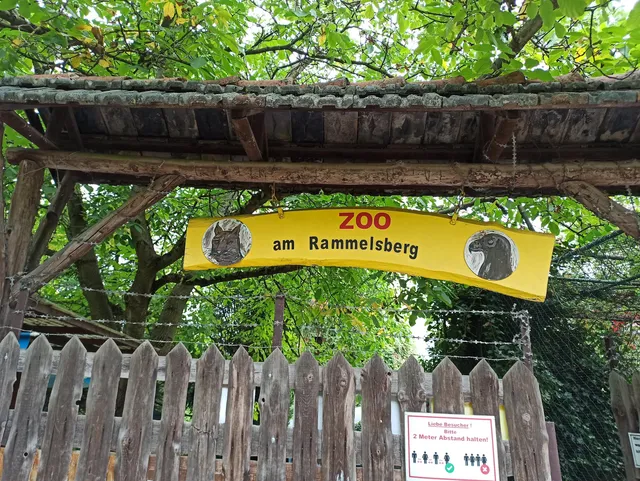 ZOO
am Rammelsberg
Liebe Besucher !
Bitte
2 Meter Abstand halten!